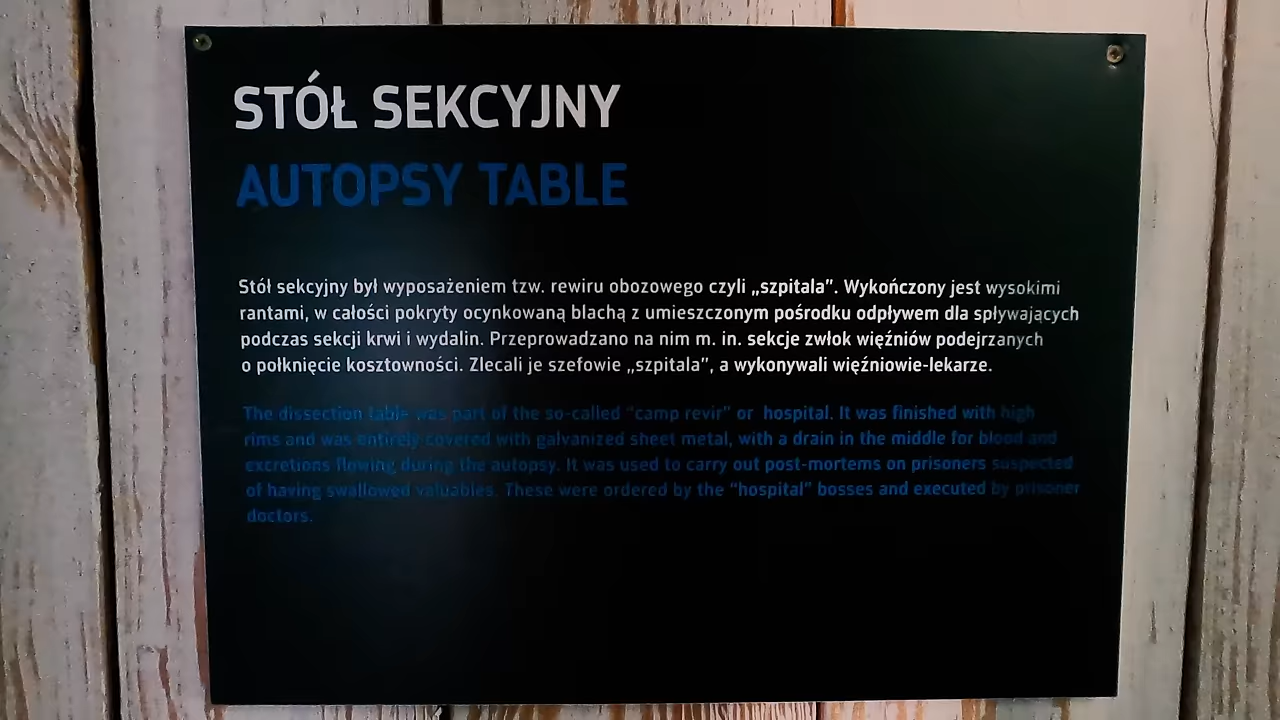 STÓŁ SEKCYJNY
AUTOPSY TABLE
Stół sekcyjny był wyposażeniem tzw. rewiru obozowego czyli „szpitala”. Wykończony jest wysokimi
rantami, w całości pokryty ocynkowaną blachą z umieszczonym pośrodku odpływem dla spływających
podczas sekcji krwi i wydalin. Przeprowadzano na nim m. in. sekcje zwłok więźniów podejrzanych
o połknięcie kosztowności. Zlecali je szefowie „szpitala”, a wykonywali więźniowie-lekarze.
The dissection table was part of the so-called “camp revir” or hospital. It was finished with high
rims and was entirely covered with galvanized sheet metal, with a drain in the middle for blood and
excretions flowing during the autopsy. It was used to carry out post-mortems on prisoners suspected
of having swallowed valuables. These were ordered by the “hospital” bosses and executed by prisoner
doctors.